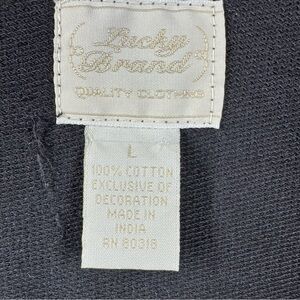 Lucky
Brand
QUALITY CLOTHING
L
100% COTTON
EXCLUSIVE OF
DECORATION
MADE IN
INDIA
RN 80318